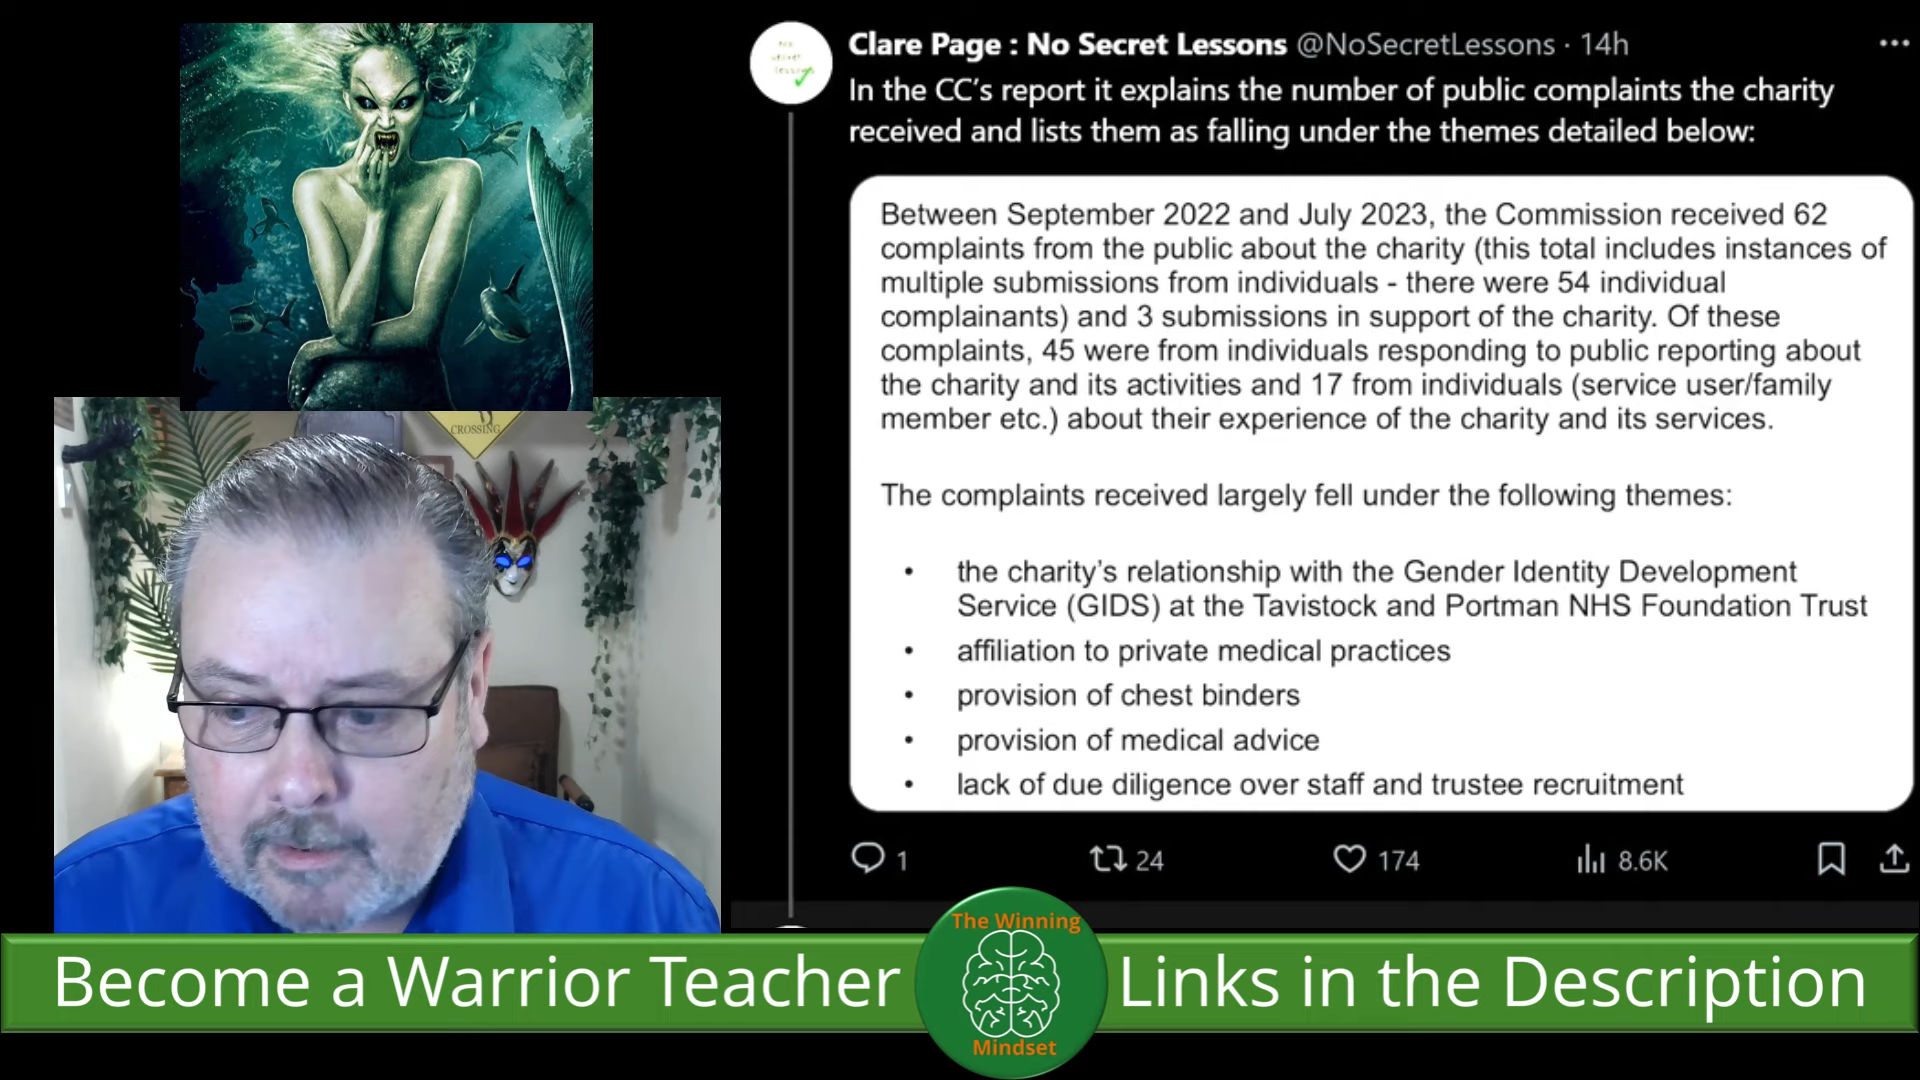 Clare Page : No Secret Lessons @NoSecretLessons · 14h
In the CC's report it explains the number of public complaints the charity
received and lists them as falling under the themes detailed below:
Between September 2022 and July 2023, the Commission received 62
complaints from the public about the charity (this total includes instances of
multiple submissions from individuals - there were 54 individual
complainants) and 3 submissions in support of the charity. Of these
complaints, 45 were from individuals responding to public reporting about
the charity and its activities and 17 from individuals (service user/family
member etc.) about their experience of the charity and its services.
The complaints received largely fell under the following themes:
• the charity's relationship with the Gender Identity Development
Service (GIDS) at the Tavistock and Portman NHS Foundation Trust
• affiliation to private medical practices
• provision of chest binders
• provision of medical advice
• lack of due diligence over staff and trustee recruitment
1 24 174 8.6K
no
secret
lessons
CROSSING
Become a Warrior Teacher
The Winning
Mindset
Links in the Description